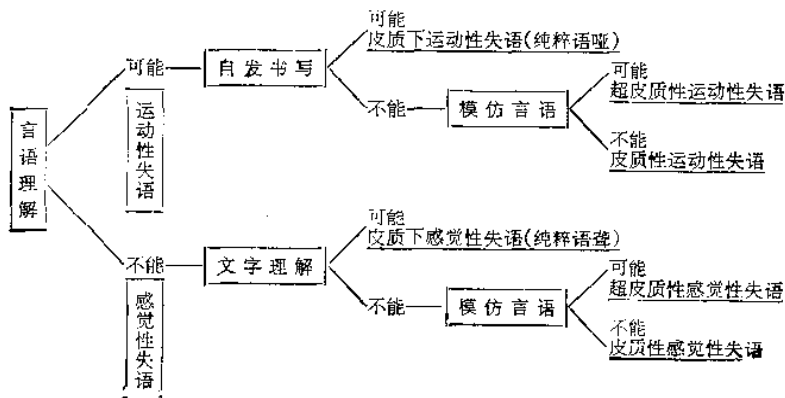 可能
皮质下运动性失语(纯粹语哑)
可能
自发书写
可能
超皮质性运动性失语
不能
模仿言语
运动性失语
言语理解
不能
皮质性运动性失语
可能
皮质下感觉性失语(纯粹语聋)
不能
文字理解
可能
超皮质性感觉性失语
不能
模仿言语
感觉性失语
不能
皮质性感觉性失语